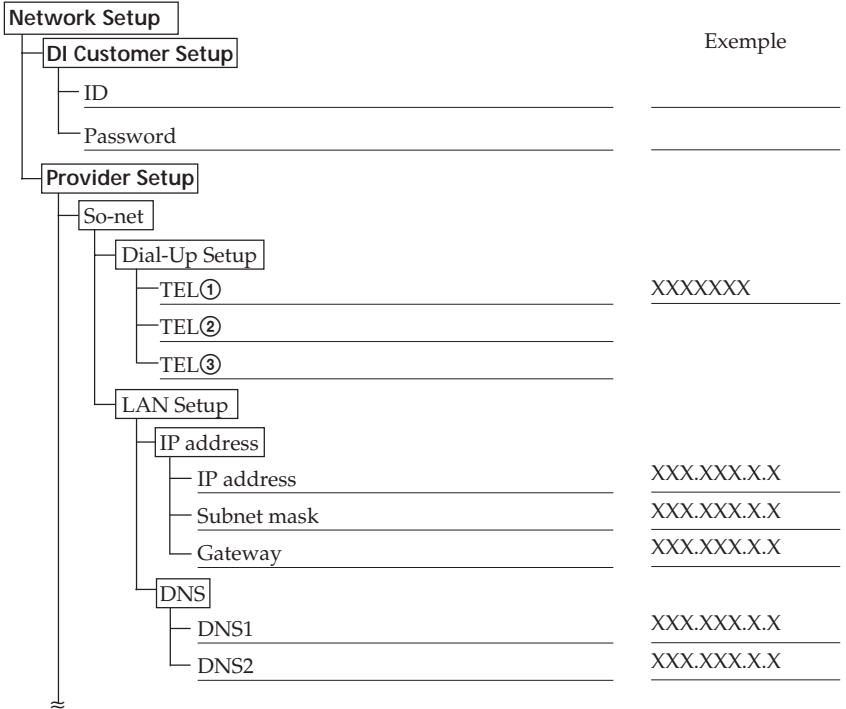 Network Setup
Exemple
DI Customer Setup
ID
Password
Provider Setup
So-net
Dial-Up Setup
TEL① XXXXXXX
TEL②
TEL③
LAN Setup
IP address
IP address XXX.XXX.X.X
Subnet mask XXX.XXX.X.X
Gateway XXX.XXX.X.X
DNS
DNS1 XXX.XXX.X.X
DNS2 XXX.XXX.X.X
≈